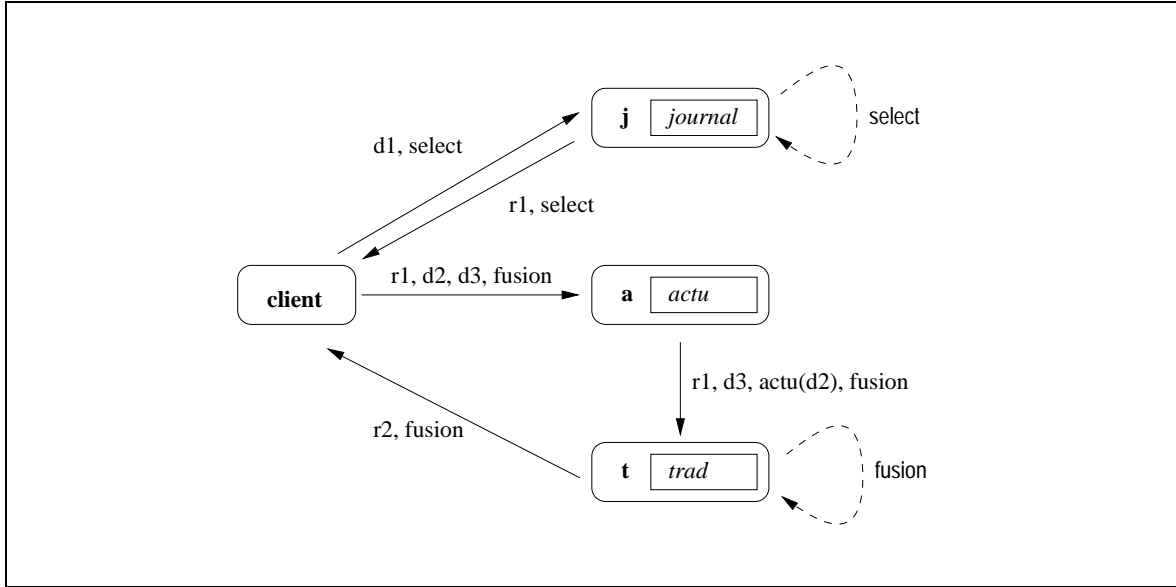 j journal
select
d1, select
r1, select
r1, d2, d3, fusion
client
a actu
r1, d3, actu(d2), fusion
r2, fusion
t trad
fusion